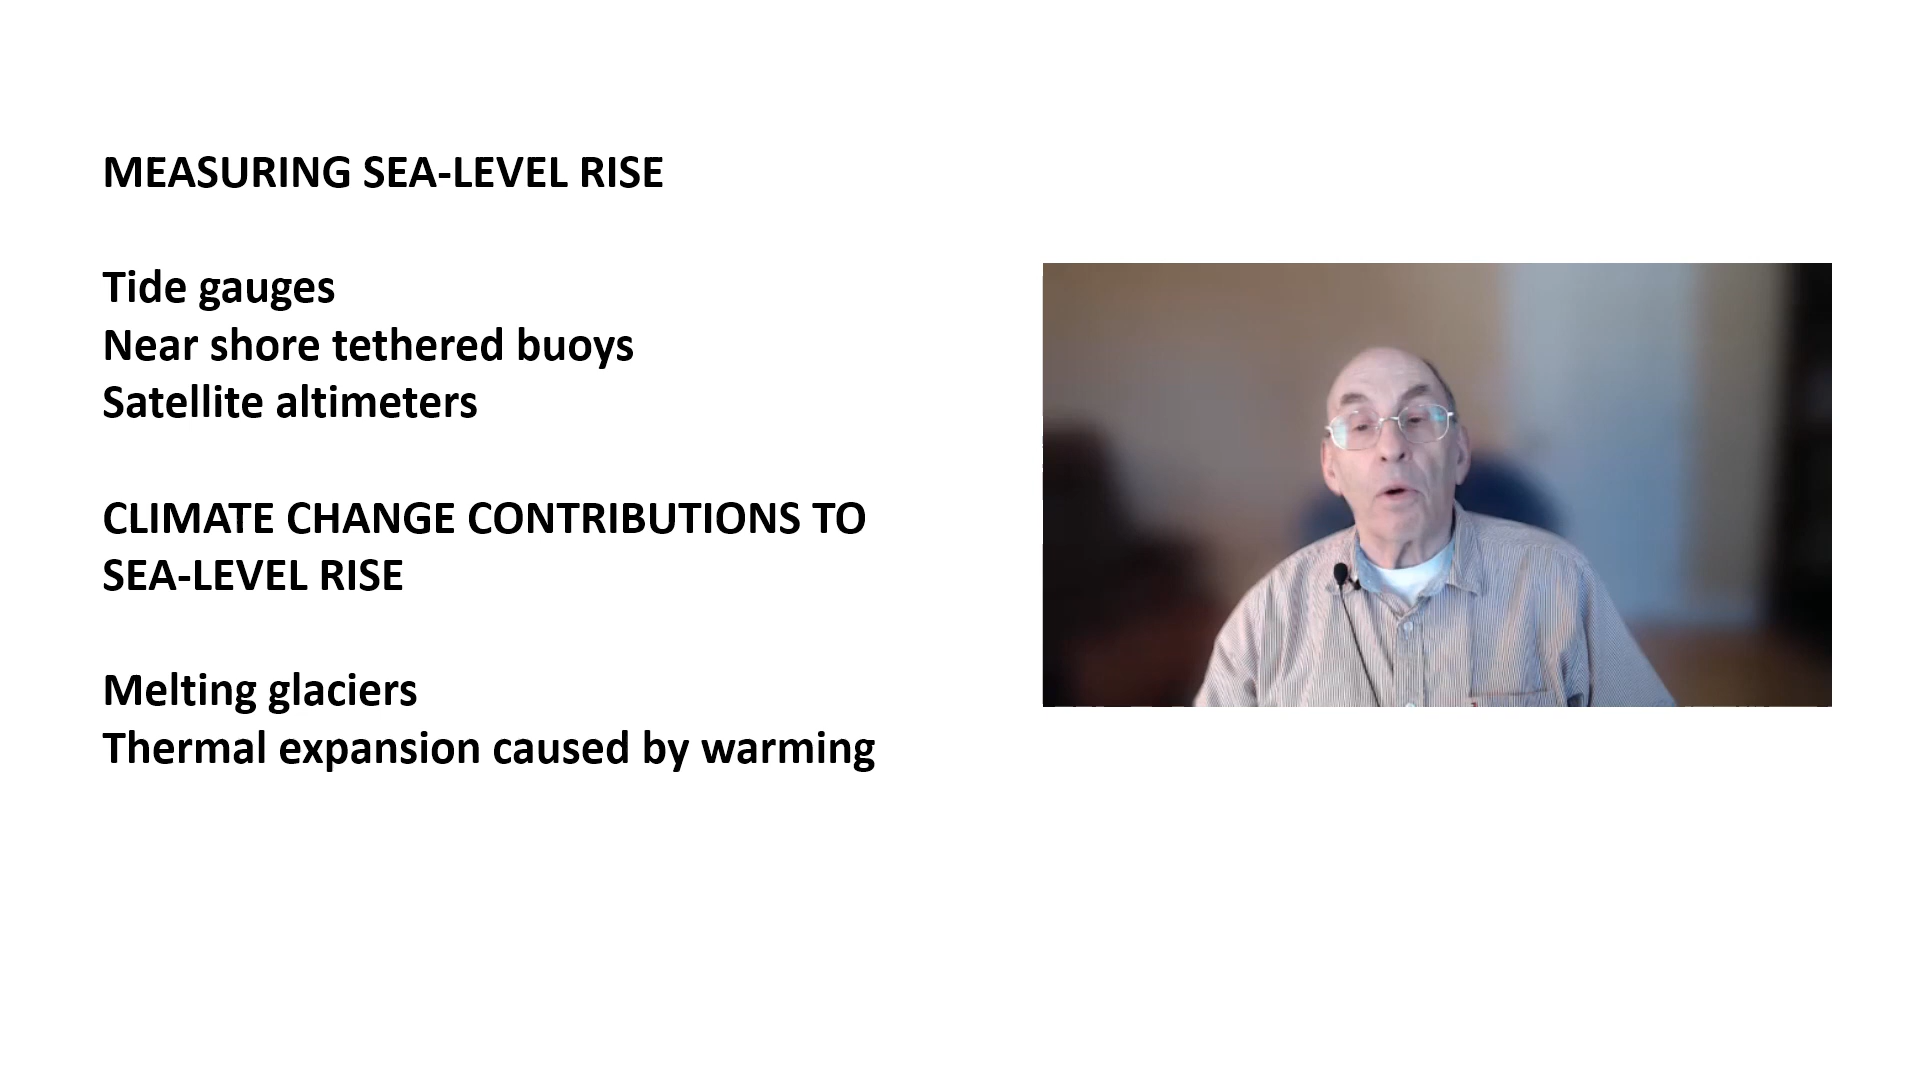 MEASURING SEA-LEVEL RISE
Tide gauges
Near shore tethered buoys
Satellite altimeters
CLIMATE CHANGE CONTRIBUTIONS TO
SEA-LEVEL RISE
Melting glaciers
Thermal expansion caused by warming